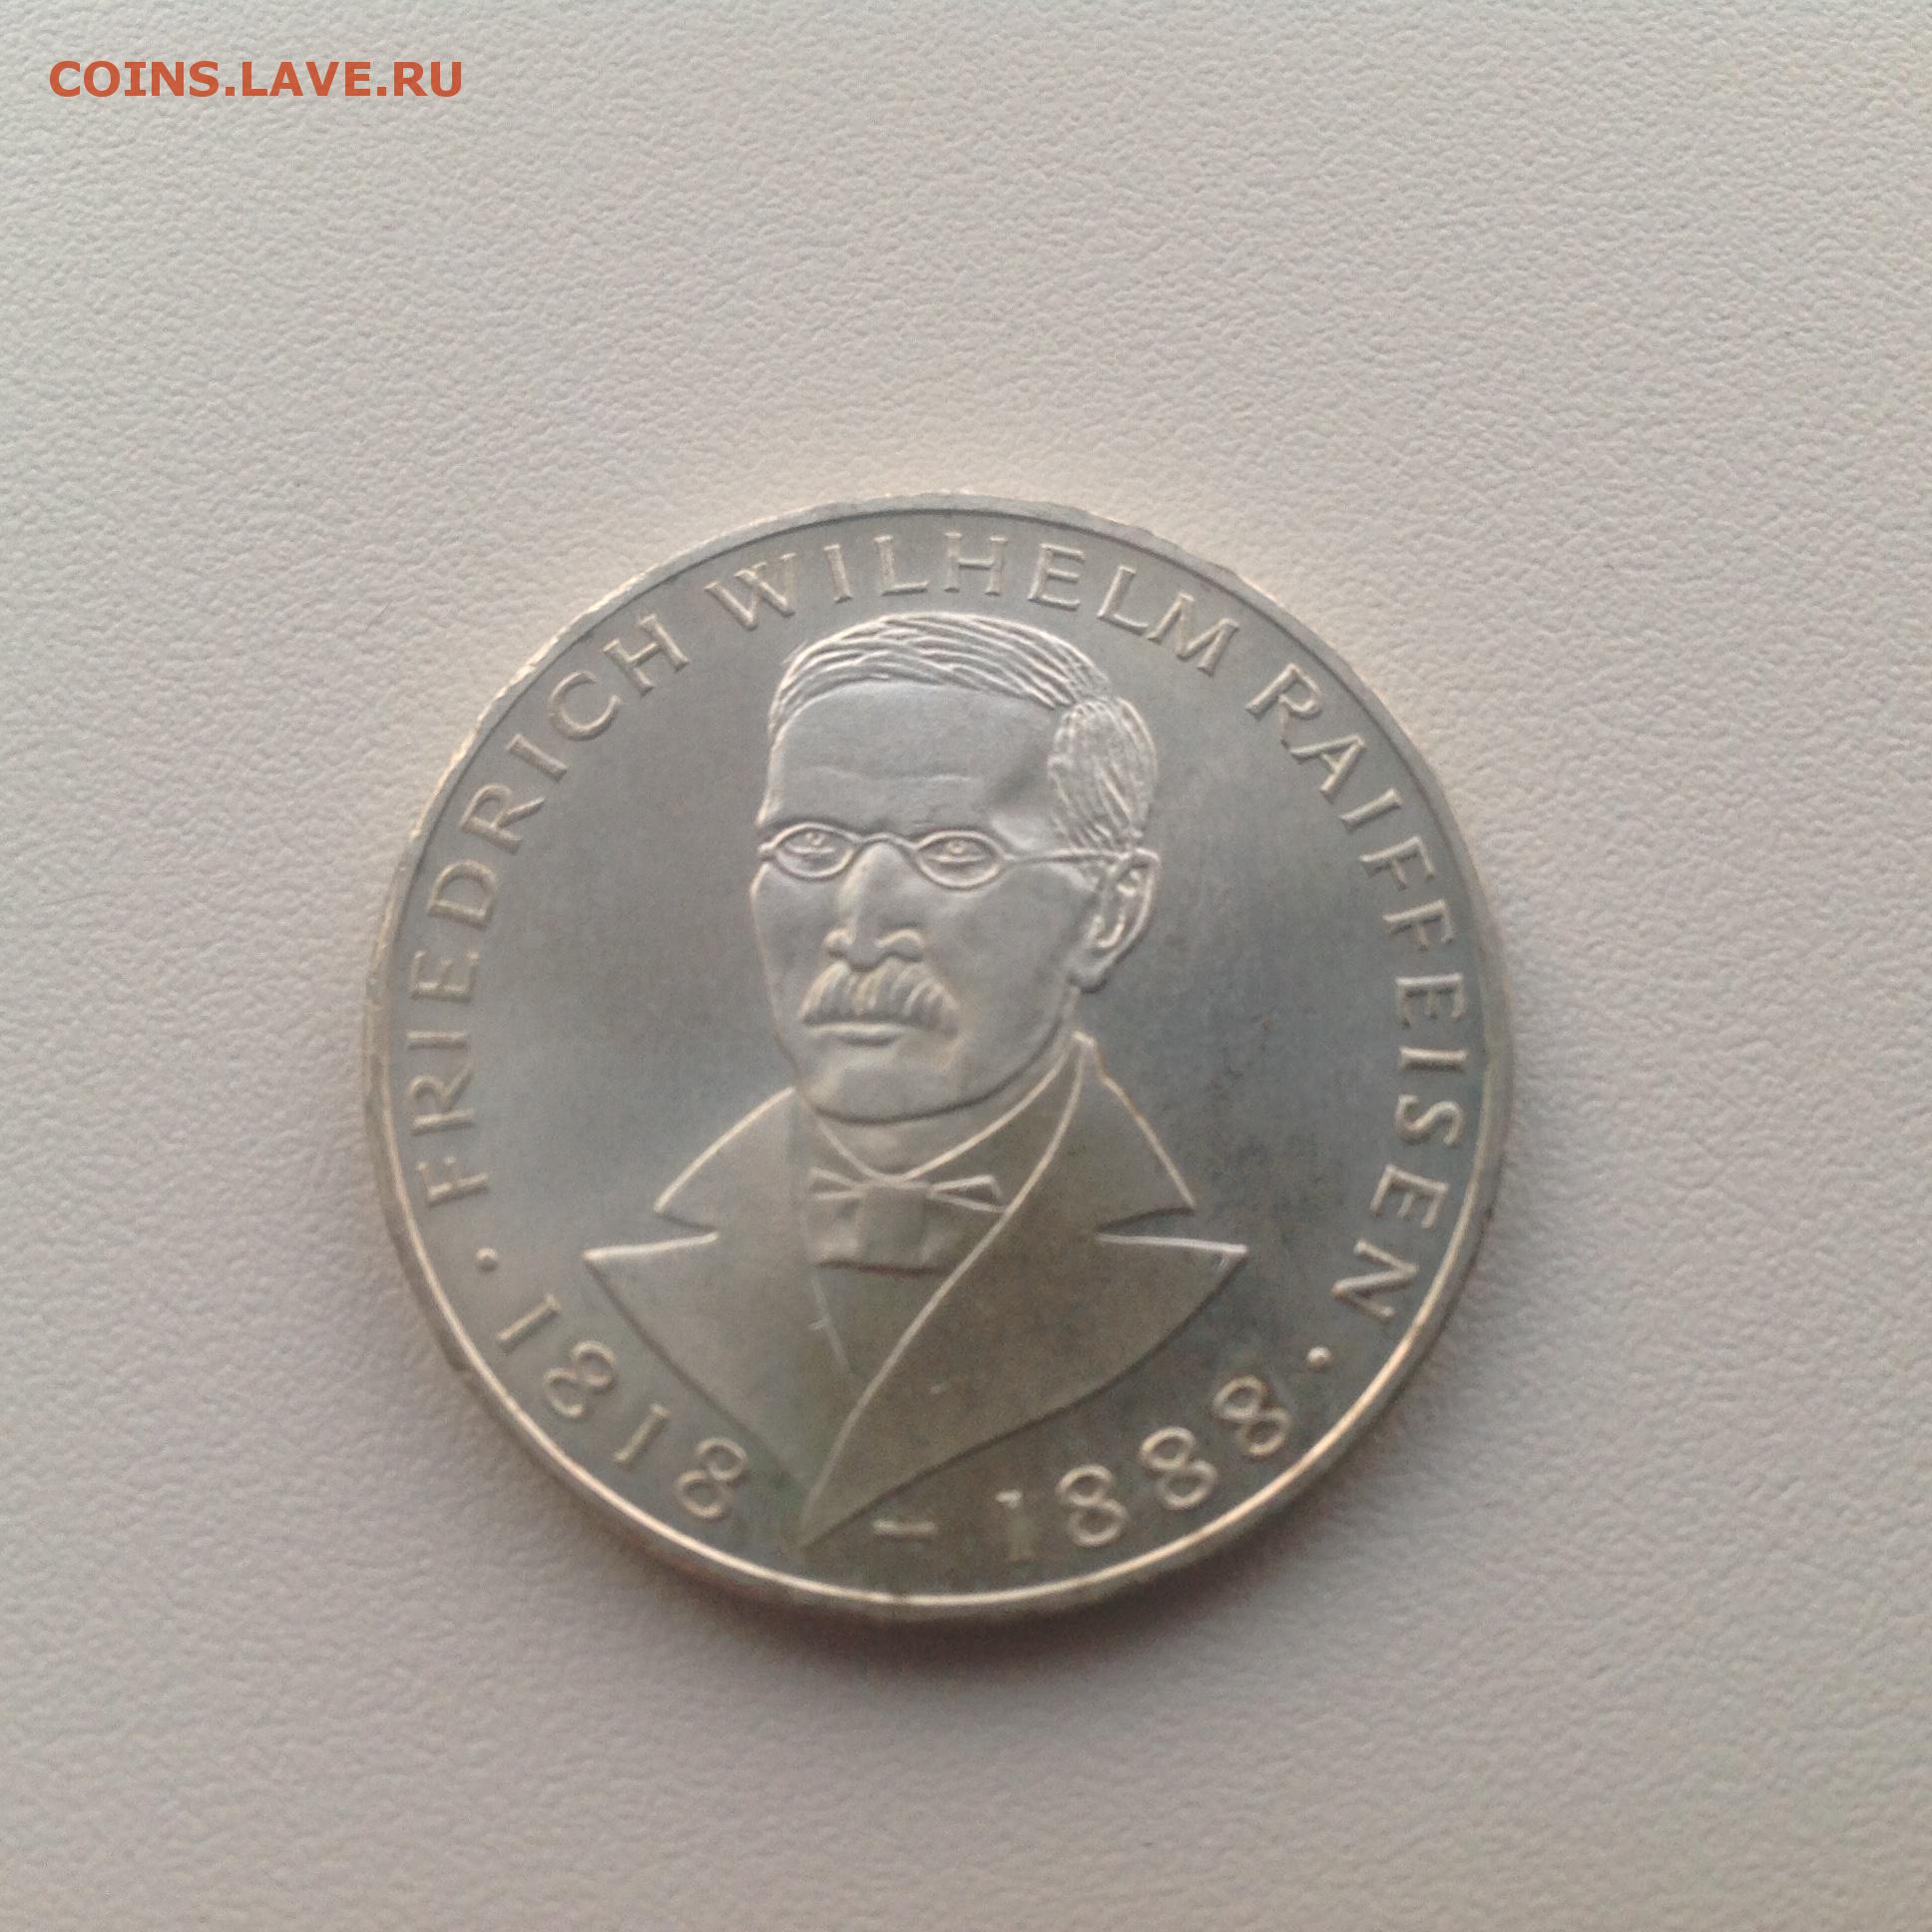 COINS.LAVE.RU
· FRIEDRICH WILHELM RAIFFEISEN ·
1818 – 1888